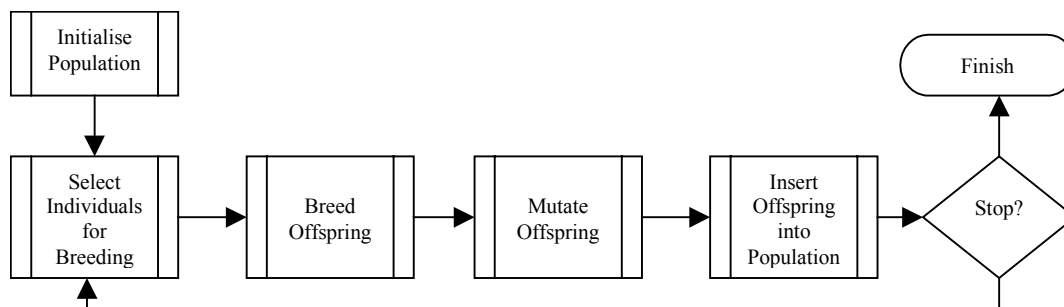 Initialise
Population
Finish
Select
Individuals
for
Breeding
Breed
Offspring
Mutate
Offspring
Insert
Offspring
into
Population
Stop?